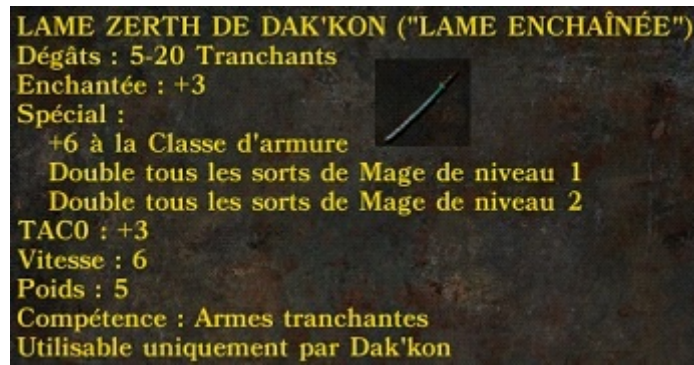 LAME ZERTH DE DAK'KON ("LAME ENCHAÎNÉE")
Dégâts : 5-20 Tranchants
Enchantée : +3
Spécial :
+6 à la Classe d'armure
Double tous les sorts de Mage de niveau 1
Double tous les sorts de Mage de niveau 2
TAC0 : +3
Vitesse : 6
Poids : 5
Compétence : Armes tranchantes
Utilisable uniquement par Dak'kon